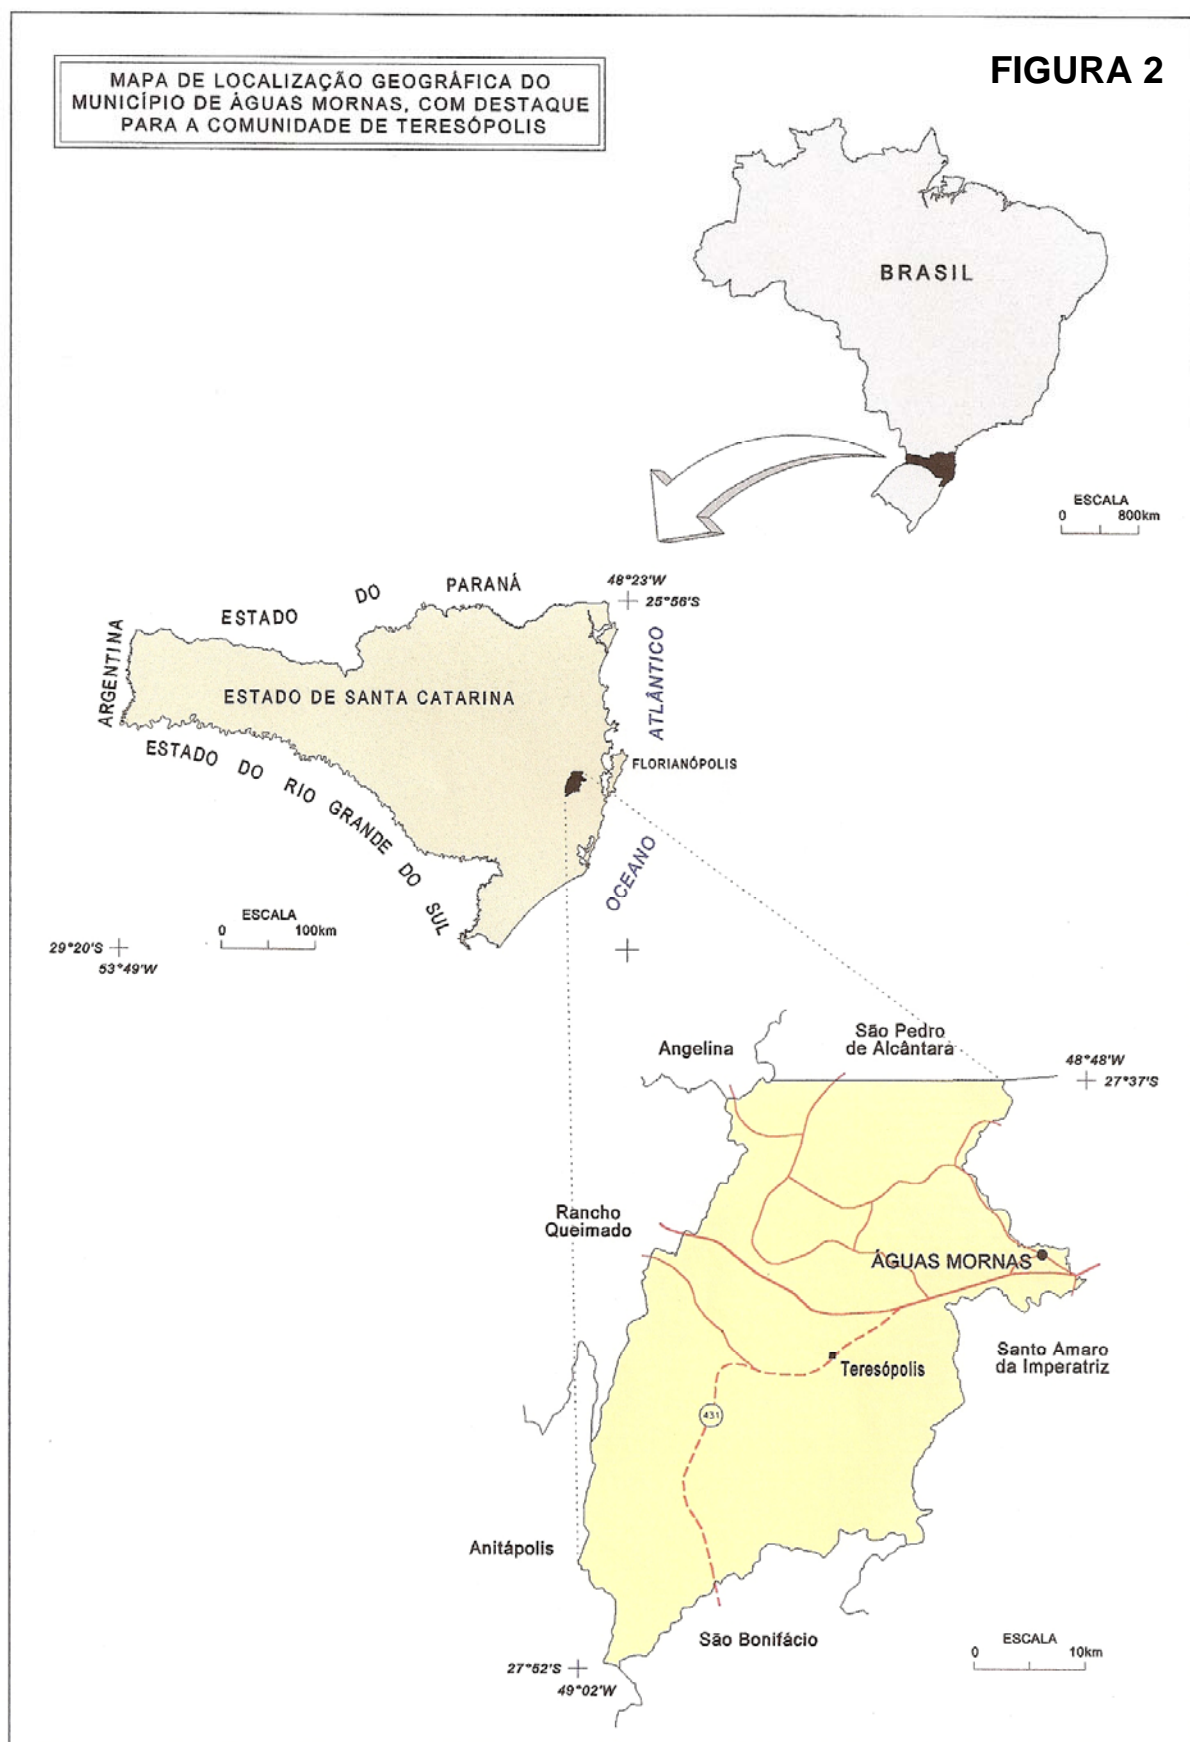 FIGURA 2
MAPA DE LOCALIZAÇÃO GEOGRÁFICA DO
MUNICÍPIO DE ÁGUAS MORNAS, COM DESTAQUE
PARA A COMUNIDADE DE TERESÓPOLIS
BRASIL
ESCALA
0 800km
48°23'W
25°56'S
ESTADO DO PARANÁ
ARGENTINA
ESTADO DE SANTA CATARINA
ATLÂNTICO
FLORIANÓPOLIS
ESTADO DO RIO GRANDE DO SUL
OCEANO
ESCALA
0 100km
29°20'S
53°49'W
São Pedro
de Alcântara
Angelina
48°48'W
27°37'S
Rancho
Queimado
ÁGUAS MORNAS
Santo Amaro
da Imperatriz
Teresópolis
431
Anitápolis
São Bonifácio
ESCALA
0 10km
27°52'S
49°02'W